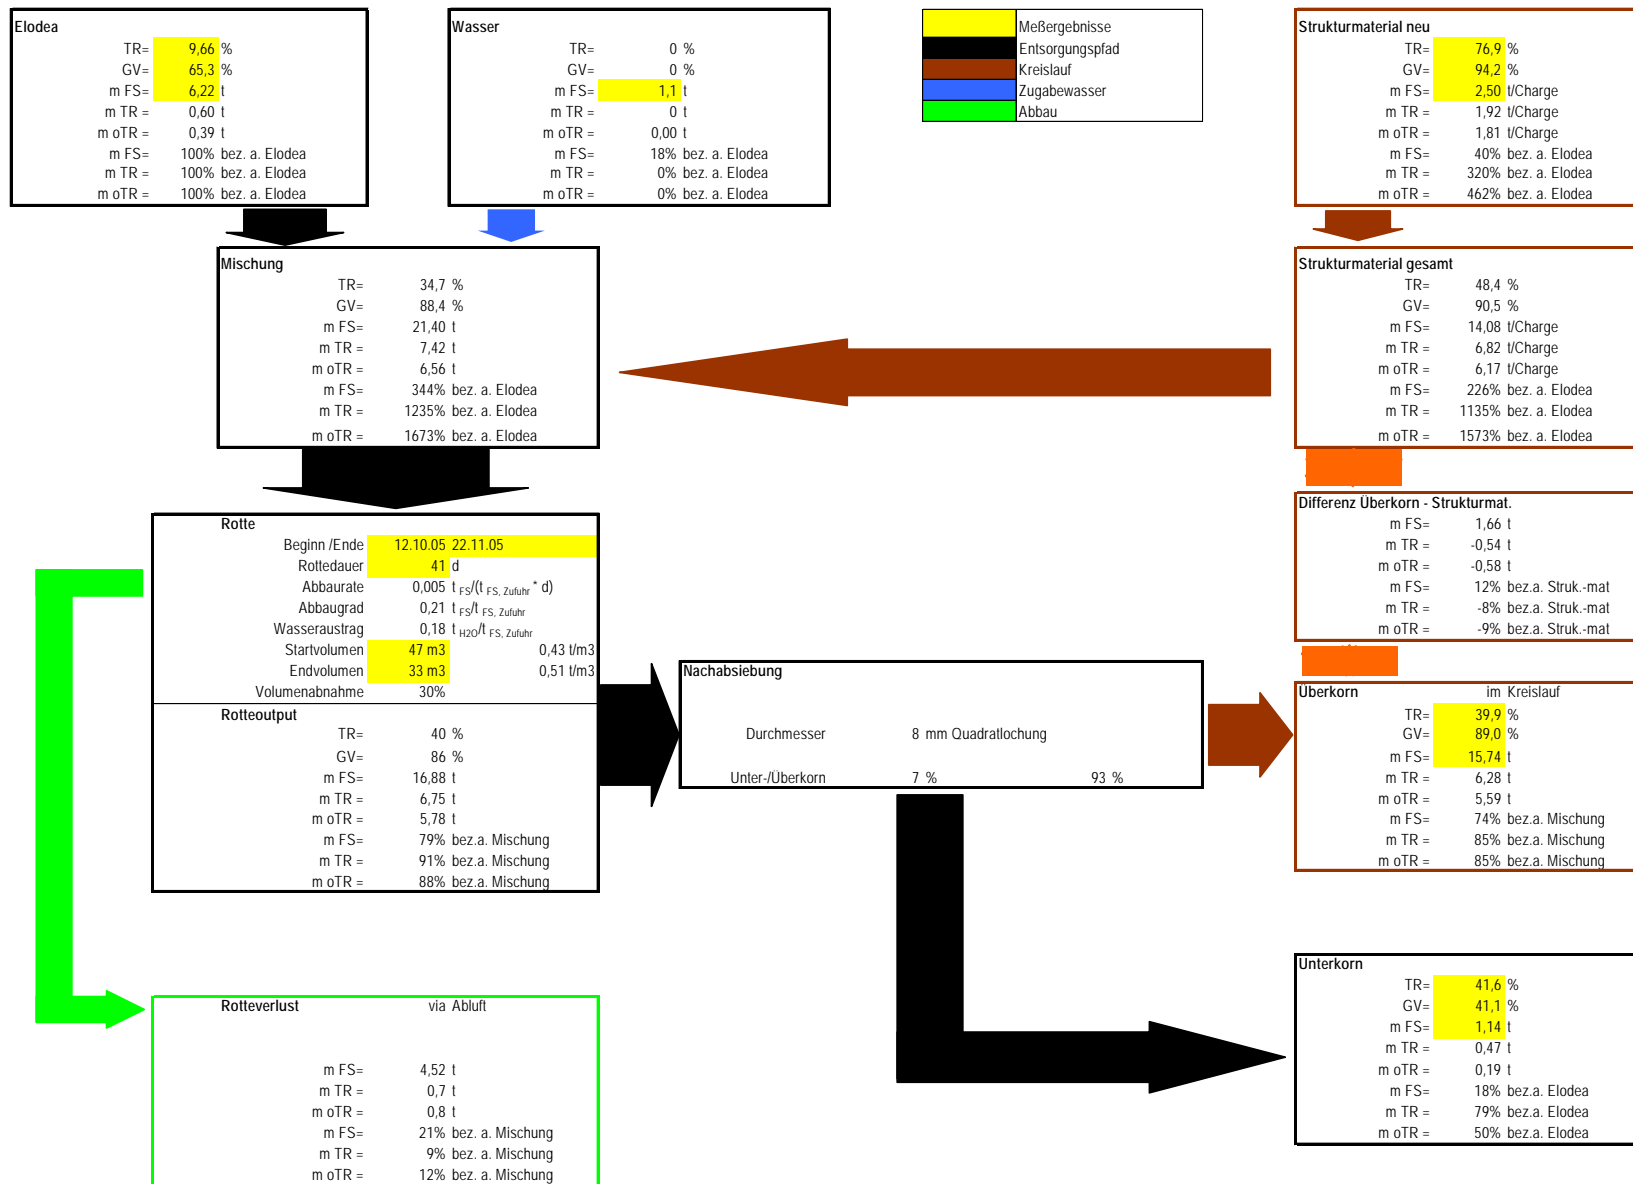 Elodea
TR= 9,66 %
GV= 65,3 %
m FS= 6,22 t
m TR = 0,60 t
m oTR = 0,39 t
m FS= 100% bez. a. Elodea
m TR = 100% bez. a. Elodea
m oTR = 100% bez. a. Elodea
Wasser
TR= 0 %
GV= 0 %
m FS= 1,1 t
m TR = 0 t
m oTR = 0,00 t
m FS= 18% bez. a. Elodea
m TR = 0% bez. a. Elodea
m oTR = 0% bez. a. Elodea
Meßergebnisse
Entsorgungspfad
Kreislauf
Zugabewasser
Abbau
Strukturmaterial neu
TR= 76,9 %
GV= 94,2 %
m FS= 2,50 t/Charge
m TR = 1,92 t/Charge
m oTR = 1,81 t/Charge
m FS= 40% bez. a. Elodea
m TR = 320% bez. a. Elodea
m oTR = 462% bez. a. Elodea
Mischung
TR= 34,7 %
GV= 88,4 %
m FS= 21,40 t
m TR = 7,42 t
m oTR = 6,56 t
m FS= 344% bez. a. Elodea
m TR = 1235% bez. a. Elodea
m oTR = 1673% bez. a. Elodea
Strukturmaterial gesamt
TR= 48,4 %
GV= 90,5 %
m FS= 14,08 t/Charge
m TR = 6,82 t/Charge
m oTR = 6,17 t/Charge
m FS= 226% bez. a. Elodea
m TR = 1135% bez. a. Elodea
m oTR = 1573% bez. a. Elodea
Differenz Überkorn - Strukturmat.
m FS= 1,66 t
m TR = -0,54 t
m oTR = -0,58 t
m FS= 12% bez.a. Struk.-mat
m TR = -8% bez.a. Struk.-mat
m oTR = -9% bez.a. Struk.-mat
Rotte
Beginn /Ende 12.10.05 22.11.05
Rottedauer 41 d
Abbaurate 0,005 t FS/(t FS, Zufuhr * d)
Abbaugrad 0,21 t FS/t FS, Zufuhr
Wasseraustrag 0,18 t H2O/t FS, Zufuhr
Startvolumen 47 m3 0,43 t/m3
Endvolumen 33 m3 0,51 t/m3
Volumenabnahme 30%
Rotteoutput
TR= 40 %
GV= 86 %
m FS= 16,88 t
m TR = 6,75 t
m oTR = 5,78 t
m FS= 79% bez.a. Mischung
m TR = 91% bez.a. Mischung
m oTR = 88% bez.a. Mischung
Nachabsiebung
Durchmesser 8 mm Quadratlochung
Unter-/Überkorn 7 % 93 %
Überkorn im Kreislauf
TR= 39,9 %
GV= 89,0 %
m FS= 15,74 t
m TR = 6,28 t
m oTR = 5,59 t
m FS= 74% bez.a. Mischung
m TR = 85% bez.a. Mischung
m oTR = 85% bez.a. Mischung
Unterkorn
TR= 41,6 %
GV= 41,1 %
m FS= 1,14 t
m TR = 0,47 t
m oTR = 0,19 t
m FS= 18% bez.a. Elodea
m TR = 79% bez.a. Elodea
m oTR = 50% bez.a. Elodea
Rotteverlust via Abluft
m FS= 4,52 t
m TR = 0,7 t
m oTR = 0,8 t
m FS= 21% bez. a. Mischung
m TR = 9% bez. a. Mischung
m oTR = 12% bez. a. Mischung